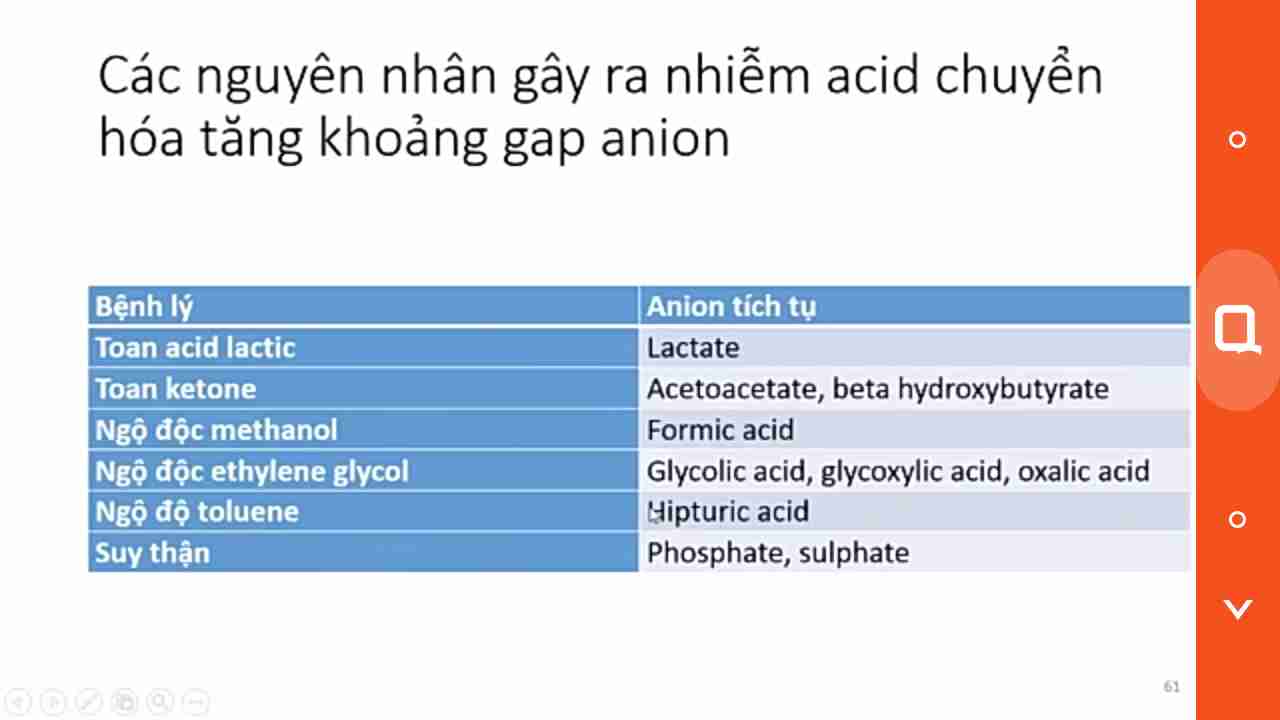 Các nguyên nhân gây ra nhiễm acid chuyển
hóa tăng khoảng gap anion
Bệnh lý Anion tích tụ
Toan acid lactic Lactate
Toan ketone Acetoacetate, beta hydroxybutyrate
Ngộ độc methanol Formic acid
Ngộ độc ethylene glycol Glycolic acid, glycoxylic acid, oxalic acid
Ngộ độ toluene Hipturic acid
Suy thận Phosphate, sulphate
61